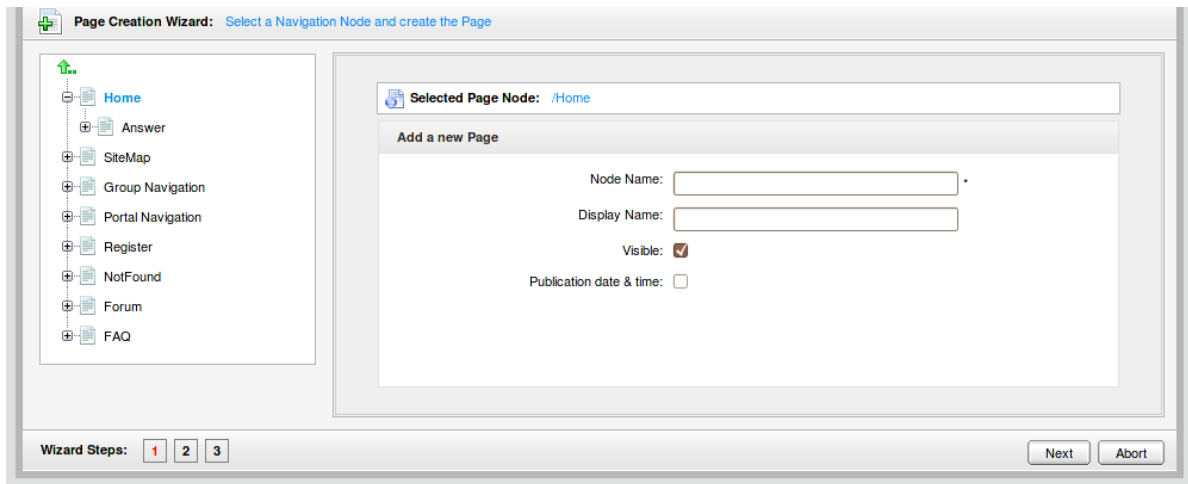 Page Creation Wizard: Select a Navigation Node and create the Page
Home
Answer
SiteMap
Group Navigation
Portal Navigation
Register
NotFound
Forum
FAQ
Selected Page Node: /Home
Add a new Page
Node Name: *
Display Name:
Visible:
Publication date & time:
Wizard Steps: 1 2 3
Next Abort